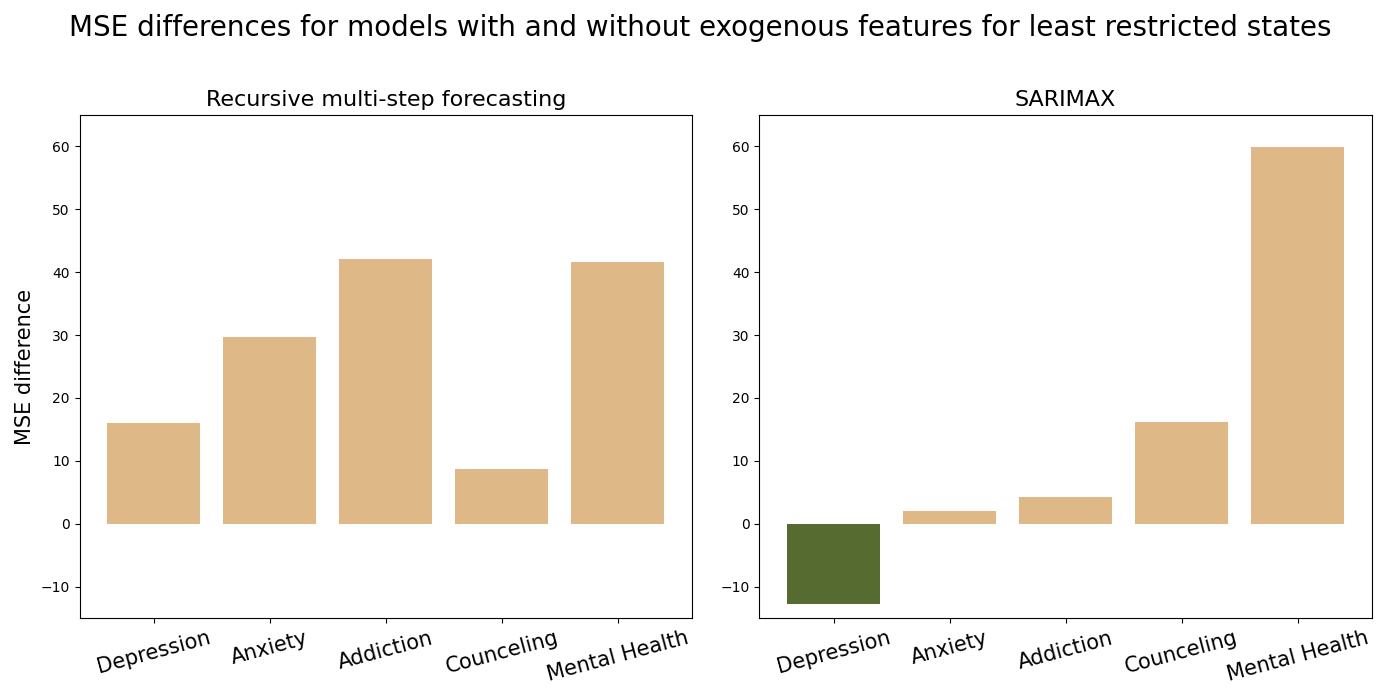 MSE differences for models with and without exogenous features for least restricted states
Recursive multi-step forecasting
MSE difference
60
50
40
30
20
10
0
−10
Depression
Anxiety
Addiction
Counceling
Mental Health
SARIMAX
60
50
40
30
20
10
0
−10
Depression
Anxiety
Addiction
Counceling
Mental Health